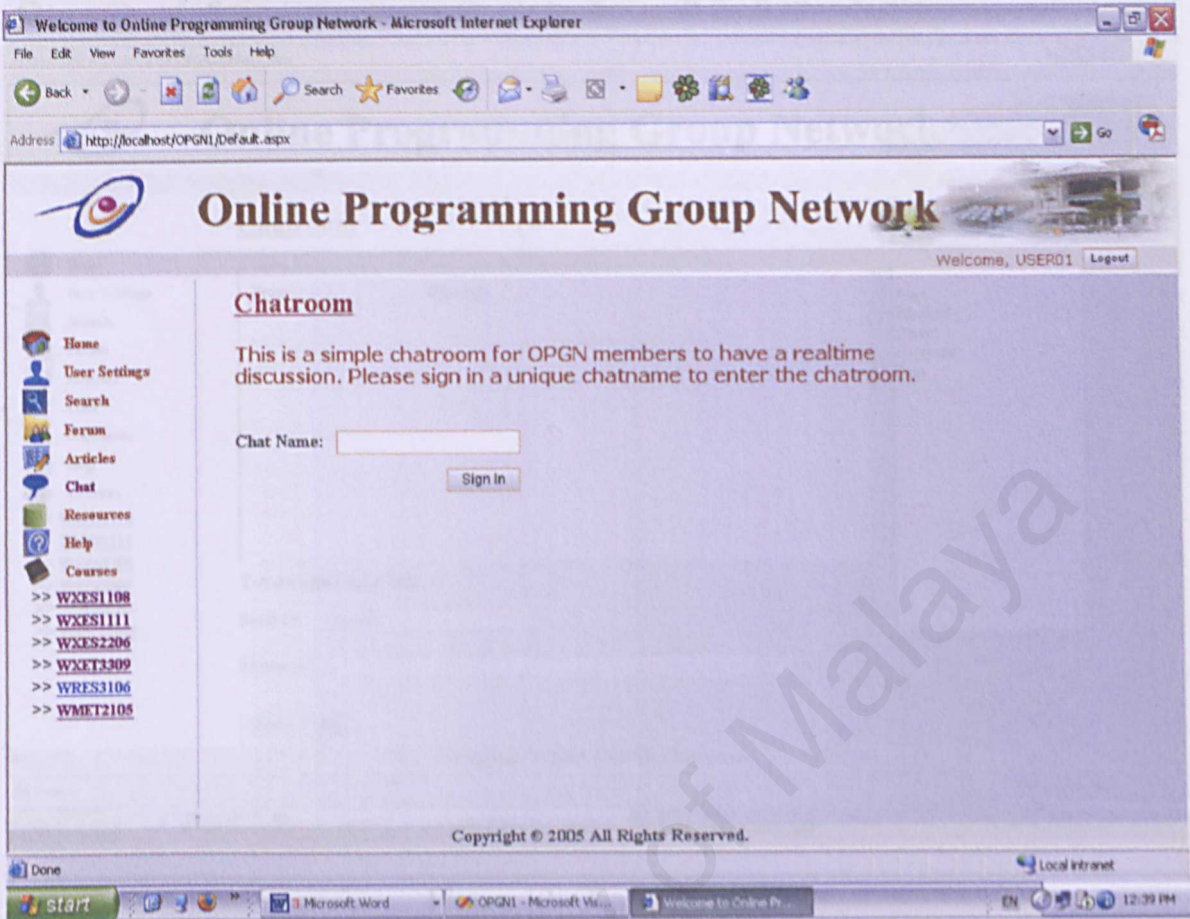 Welcome to Online Programming Group Network - Microsoft Internet Explorer
File Edit View Favorites Tools Help
Back Search Favorites
Address http://localhost/OPGN1/Default.aspx Go
Online Programming Group Network
Welcome, USER01 Logout
Chatroom
This is a simple chatroom for OPGN members to have a realtime
discussion. Please sign in a unique chatname to enter the chatroom.
Chat Name:
Sign In
Home
User Settings
Search
Forum
Articles
Chat
Resources
Help
Courses
>> WXES1108
>> WXES1111
>> WXES2206
>> WXET3309
>> WRES3106
>> WMET2105
of Malaya
Copyright © 2005 All Rights Reserved.
Done Local intranet
start 3 Microsoft Word OPGN1 - Microsoft Vis... Welcome to Online Pr... EN 12:39 PM